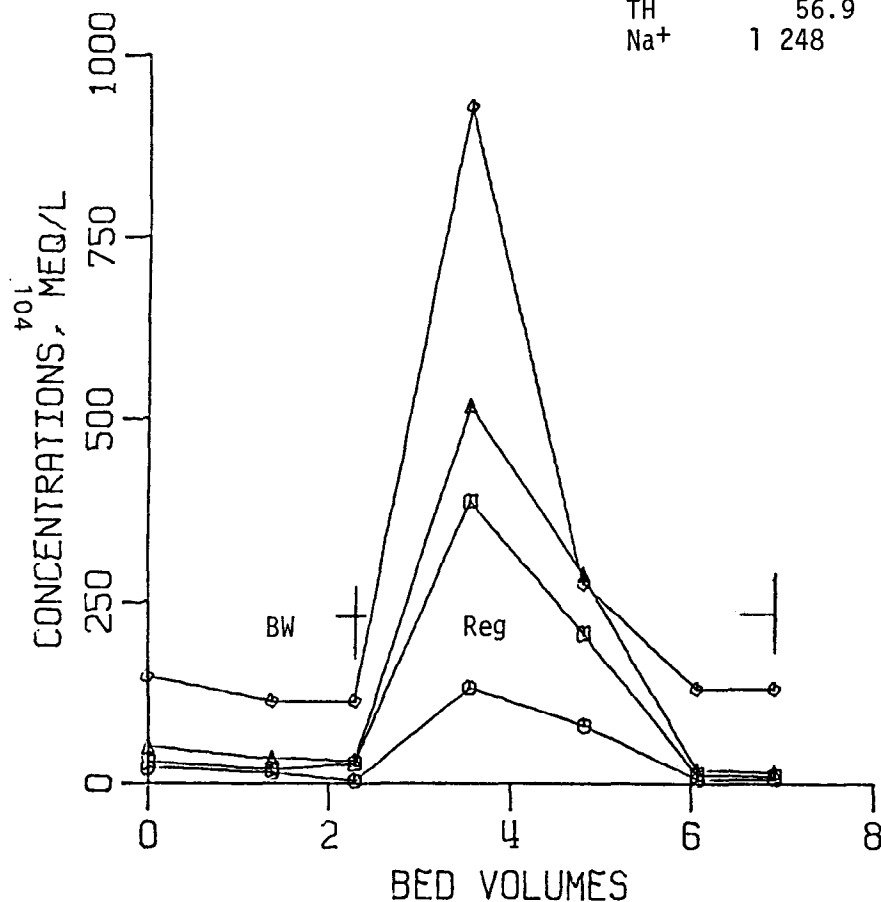 TH 56.9
Na+ 1 248
1000
750
500
250
0
CONCENTRATIONS, MEQ/L
104
BW
Reg
0 2 4 6 8
BED VOLUMES